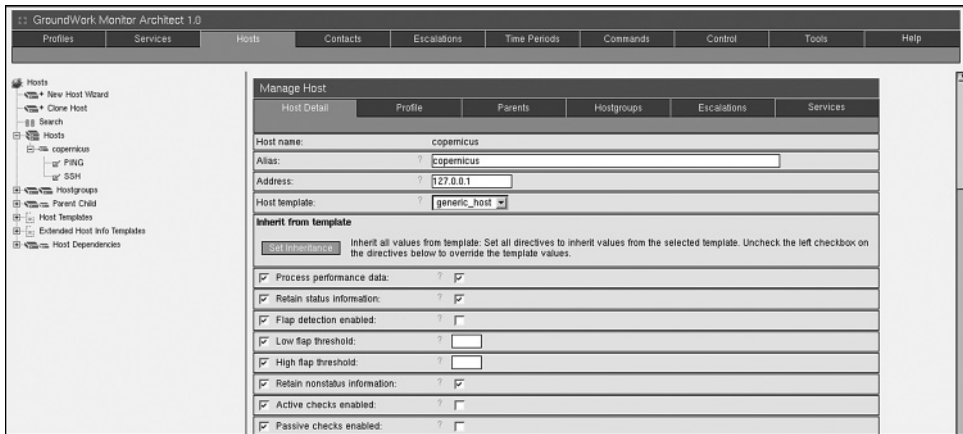 :: GroundWork Monitor Architect 1.0
Profiles Services Hosts Contacts Escalations Time Periods Commands Control Tools Help
Hosts
New Host Wizard
Clone Host
Search
Hosts
copernicus
PING
SSH
Hostgroups
Parent Child
Host Templates
Extended Host Info Templates
Host Dependencies
Manage Host
Host Detail Profile Parents Hostgroups Escalations Services
Host name: copernicus
Alias: ? copernicus
Address: ? 127.0.0.1
Host template: ? generic_host
Inherit from template
Set Inheritance
Inherit all values from template: Set all directives to inherit values from the selected template. Uncheck the left checkbox on
the directives below to override the template values.
Process performance data: ?
Retain status information: ?
Flap detection enabled: ?
Low flap threshold: ?
High flap threshold: ?
Retain nonstatus information: ?
Active checks enabled: ?
Passive checks enabled: ?